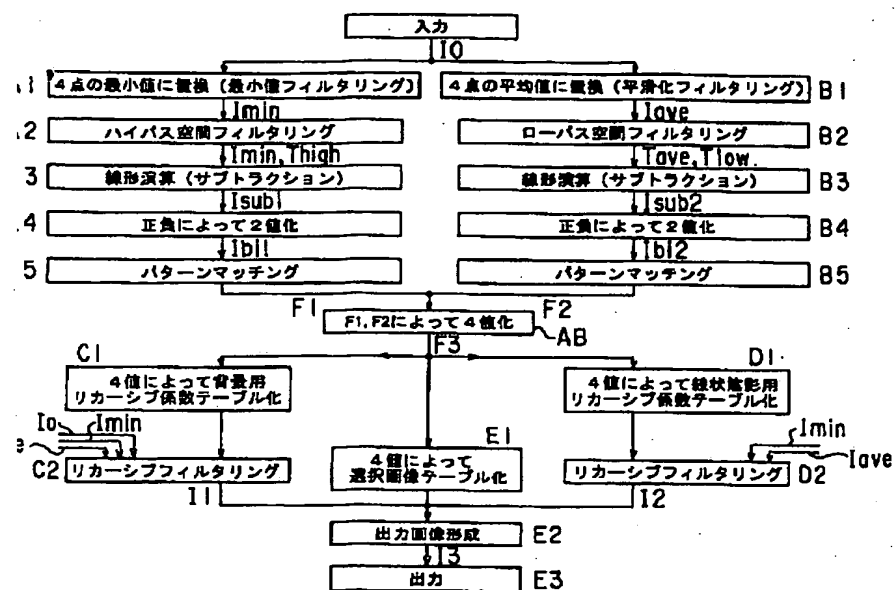 入力
I0
4点の最小値に置換(最小値フィルタリング)
4点の平均値に置換(平滑化フィルタリング) B1
Imin
Iave
2 ハイパス空間フィルタリング
ローパス空間フィルタリング B2
Imin,Thigh
Tave,Tlow.
3 線形演算(サブトラクション)
線形演算(サブトラクション) B3
Isub1
Isub2
.4 正負によって2値化
正負によって2値化 B4
Ibl1
Ibl2
5 パターンマッチング
パターンマッチング B5
F1
F2
F1,F2によって4値化
AB
F3
C1
D1
4値によって背景用
リカーシブ係数テーブル化
4値によって線状陰影用
リカーシブ係数テーブル化
Io
Imin
e
E1
Imin
Iave
C2 リカーシブフィルタリング
4値によって
選択画像テーブル化
リカーシブフィルタリング D2
I1
I2
出力画像形成 E2
I3
出力 E3